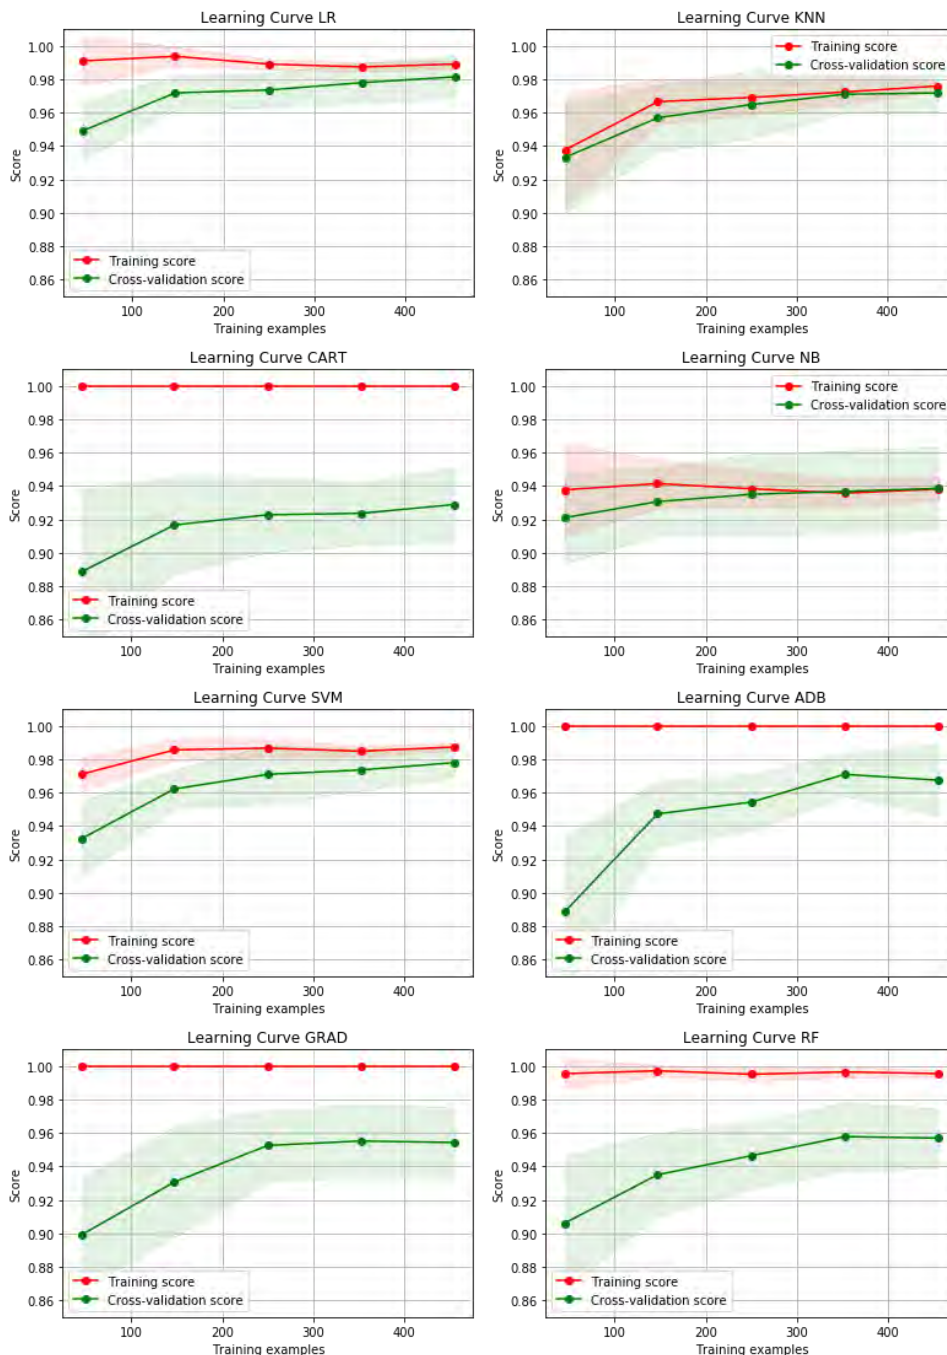 Learning Curve LR
1.00
0.98
0.96
0.94
0.92
0.90
0.88
0.86
Score
Training score
Cross-validation score
100 200 300 400
Training examples
Learning Curve KNN
1.00
0.98
0.96
0.94
0.92
0.90
0.88
0.86
Score
Training score
Cross-validation score
100 200 300 400
Training examples
Learning Curve CART
1.00
0.98
0.96
0.94
0.92
0.90
0.88
0.86
Score
Training score
Cross-validation score
100 200 300 400
Training examples
Learning Curve NB
1.00
0.98
0.96
0.94
0.92
0.90
0.88
0.86
Score
Training score
Cross-validation score
100 200 300 400
Training examples
Learning Curve SVM
1.00
0.98
0.96
0.94
0.92
0.90
0.88
0.86
Score
Training score
Cross-validation score
100 200 300 400
Training examples
Learning Curve ADB
1.00
0.98
0.96
0.94
0.92
0.90
0.88
0.86
Score
Training score
Cross-validation score
100 200 300 400
Training examples
Learning Curve GRAD
1.00
0.98
0.96
0.94
0.92
0.90
0.88
0.86
Score
Training score
Cross-validation score
100 200 300 400
Training examples
Learning Curve RF
1.00
0.98
0.96
0.94
0.92
0.90
0.88
0.86
Score
Training score
Cross-validation score
100 200 300 400
Training examples